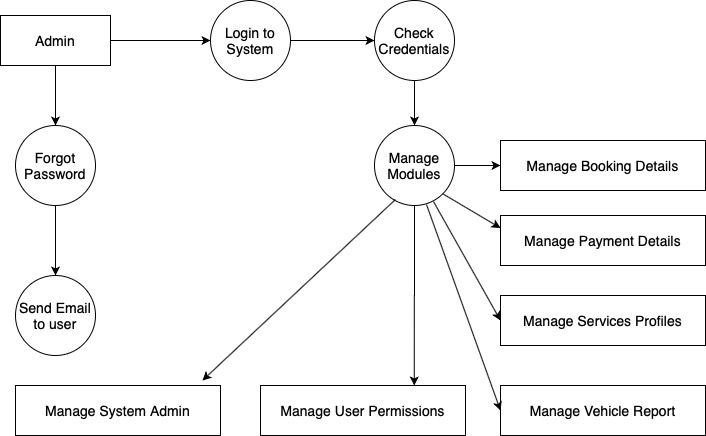 Admin
Login to
System
Check
Credentials
Forgot
Password
Manage
Modules
Manage Booking Details
Manage Payment Details
Send Email
to user
Manage Services Profiles
Manage System Admin
Manage User Permissions
Manage Vehicle Report